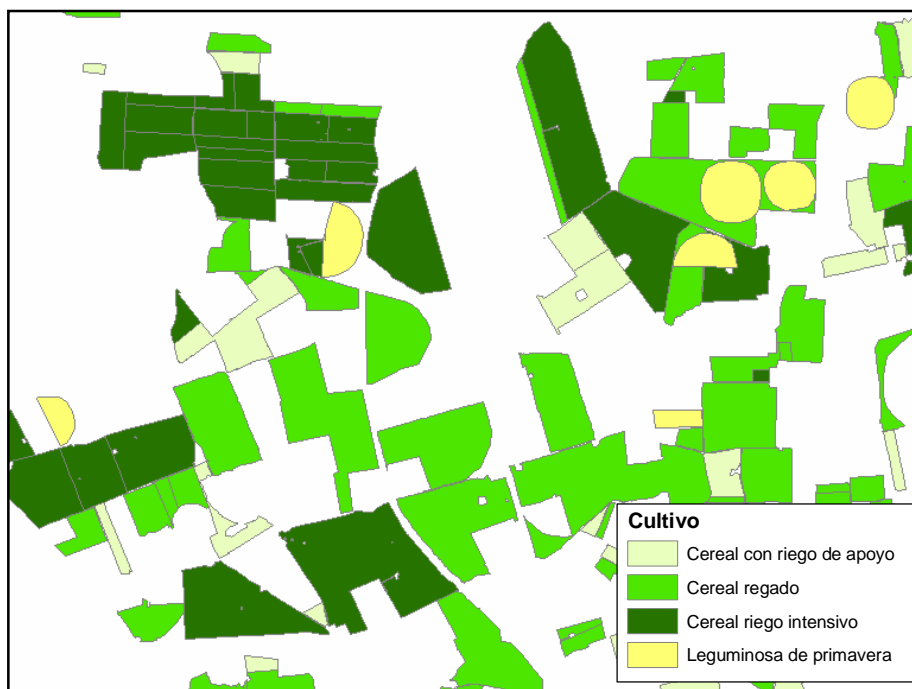 Cultivo
Cereal con riego de apoyo
Cereal regado
Cereal riego intensivo
Leguminosa de primavera